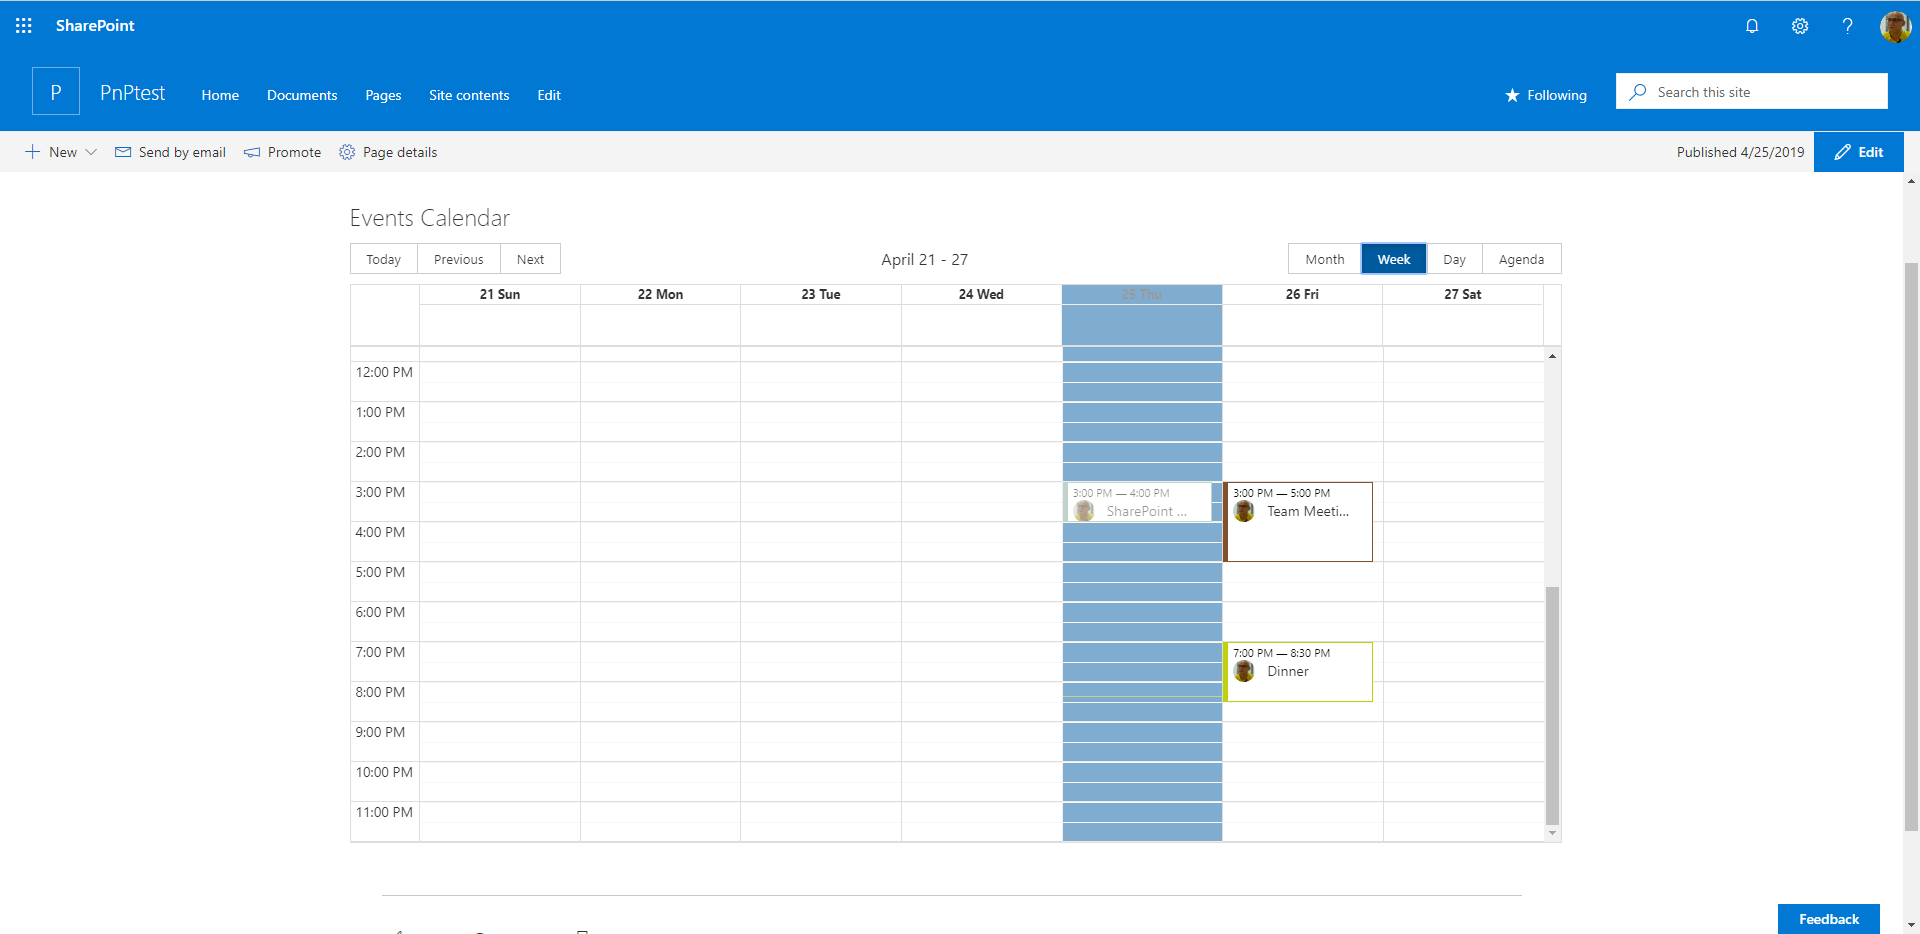 SharePoint
P
PnPtest
Home
Documents
Pages
Site contents
Edit
Following
Search this site
New
Send by email
Promote
Page details
Published 4/25/2019
Edit
Events Calendar
Today
Previous
Next
April 21 - 27
Month
Week
Day
Agenda
21 Sun
22 Mon
23 Tue
24 Wed
25 Thu
26 Fri
27 Sat
12:00 PM
1:00 PM
2:00 PM
3:00 PM
4:00 PM
5:00 PM
6:00 PM
7:00 PM
8:00 PM
9:00 PM
10:00 PM
11:00 PM
3:00 PM — 4:00 PM
SharePoint ...
3:00 PM — 5:00 PM
Team Meeti...
7:00 PM — 8:30 PM
Dinner
Feedback